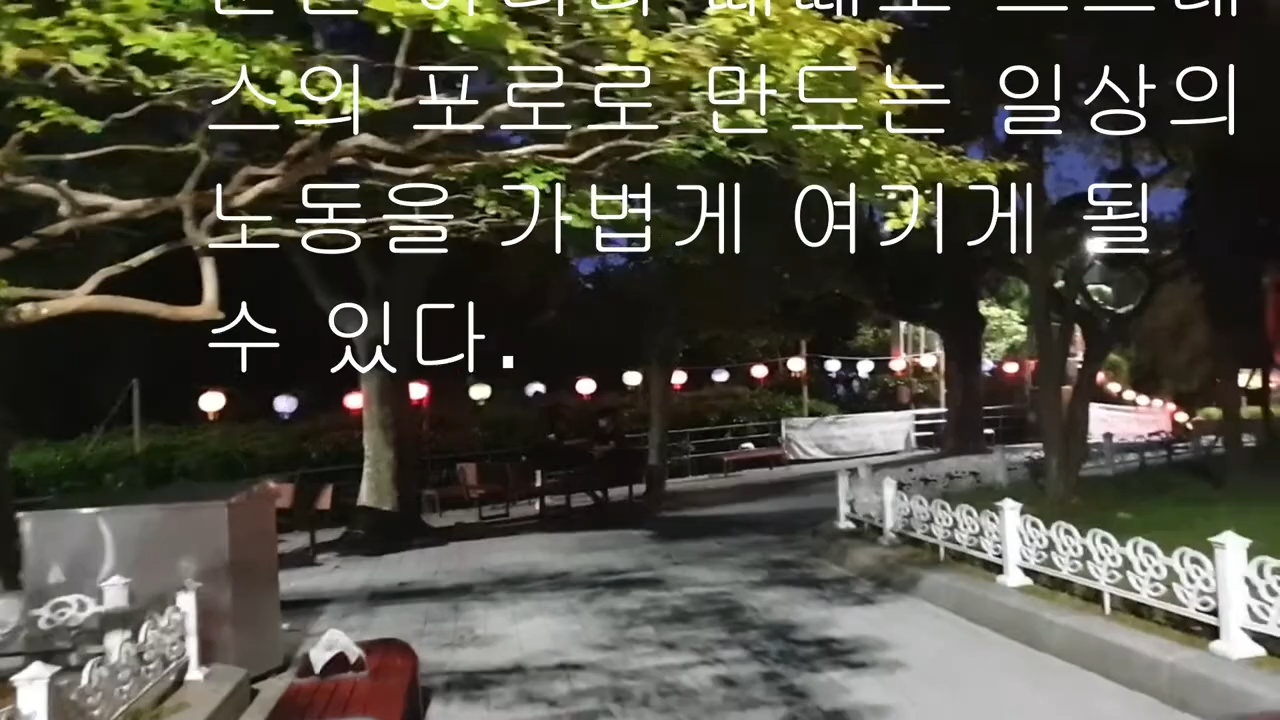 스의 포로로 만드는 일상의
노동을 가볍게 여기게 될
수 있다.